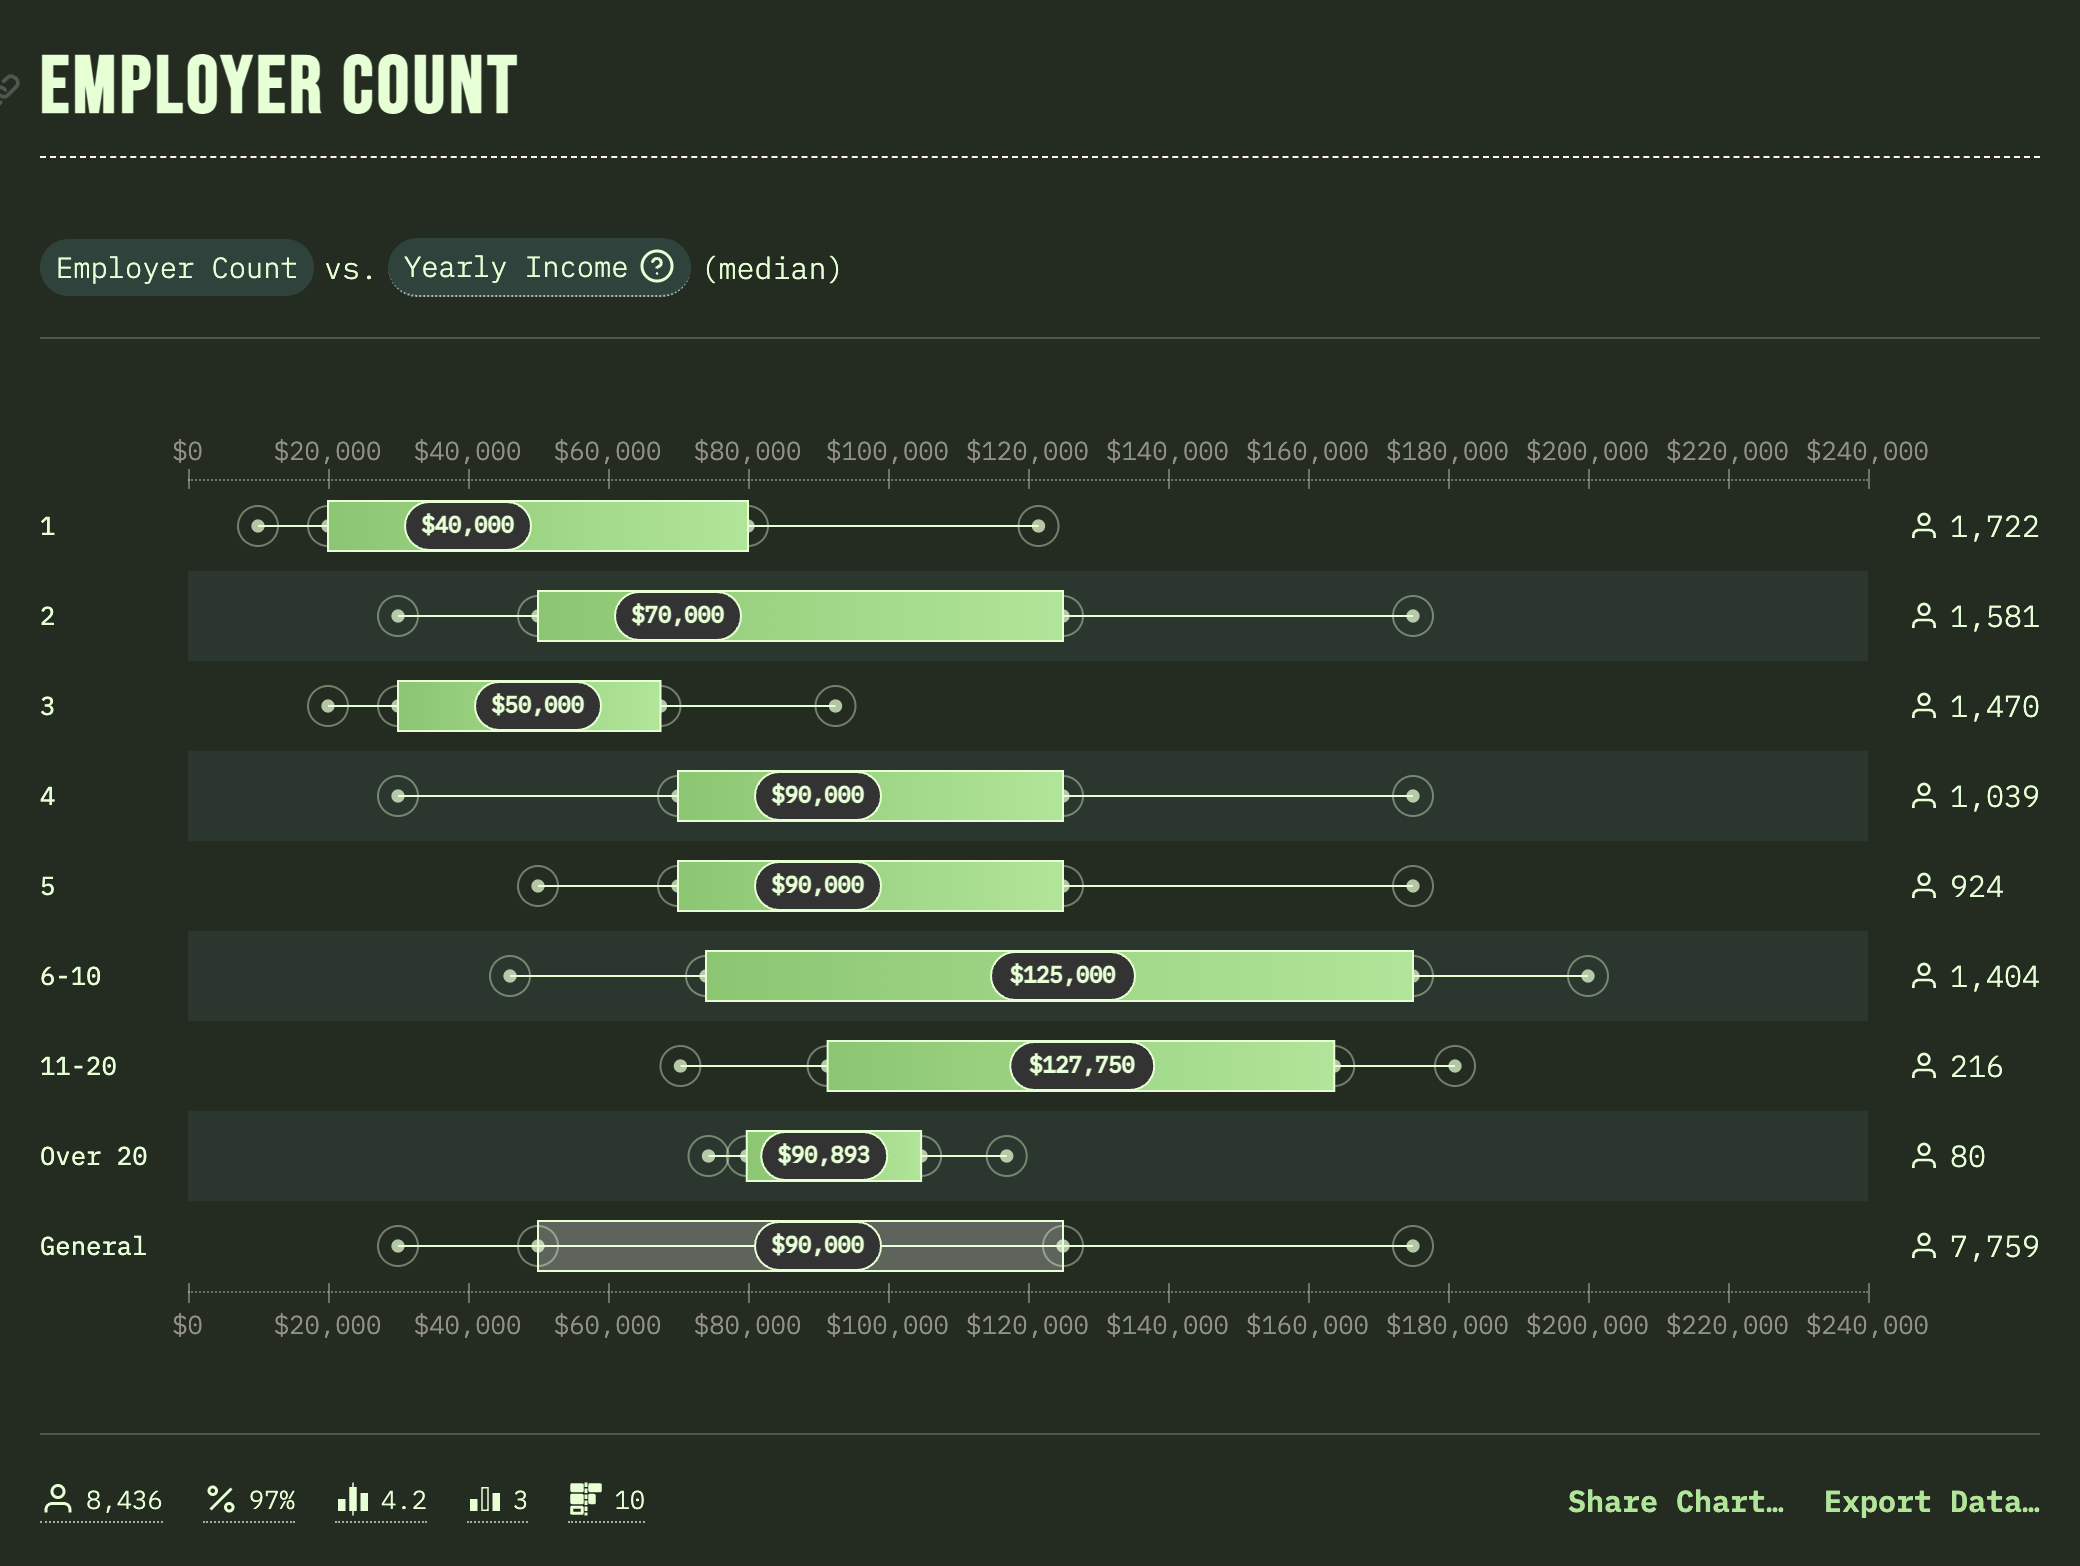 EMPLOYER COUNT
Employer Count vs. Yearly Income ? (median)
$0 $20,000 $40,000 $60,000 $80,000 $100,000 $120,000 $140,000 $160,000 $180,000 $200,000 $220,000 $240,000
1 $40,000 1,722
2 $70,000 1,581
3 $50,000 1,470
4 $90,000 1,039
5 $90,000 924
6-10 $125,000 1,404
11-20 $127,750 216
Over 20 $90,893 80
General $90,000 7,759
$0 $20,000 $40,000 $60,000 $80,000 $100,000 $120,000 $140,000 $160,000 $180,000 $200,000 $220,000 $240,000
8,436 % 97% 4.2 3 10 Share Chart… Export Data…